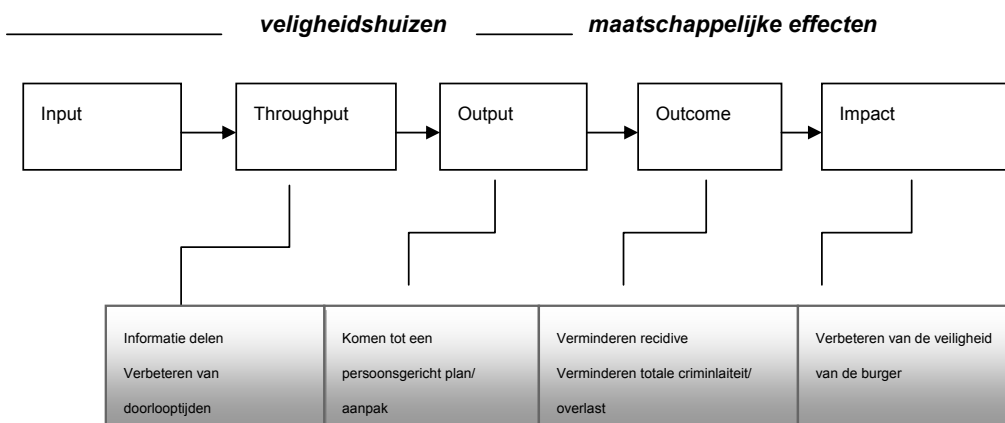 veligheidshuizen maatschappelijke effecten
Input
Throughput
Output
Outcome
Impact
Informatie delen
Verbeteren van
doorlooptijden
Komen tot een
persoonsgericht plan/
aanpak
Verminderen recidive
Verminderen totale criminlaiteit/
overlast
Verbeteren van de veiligheid
van de burger